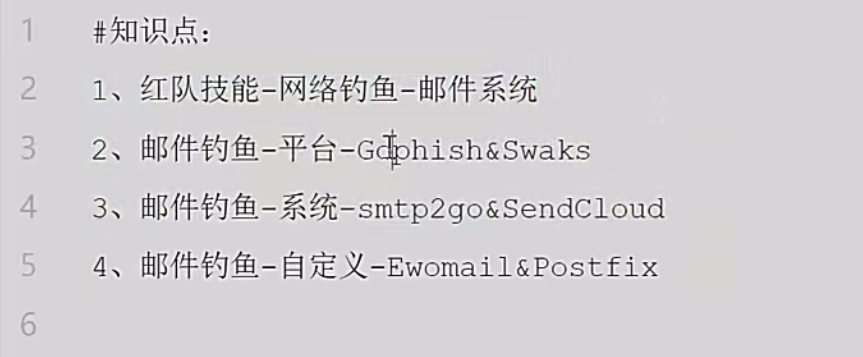 1 #知识点：
2 1、红队技能-网络钓鱼-邮件系统
3 2、邮件钓鱼-平台-Gophish&Swaks
4 3、邮件钓鱼-系统-smtp2go&SendCloud
5 4、邮件钓鱼-自定义-Ewomail&Postfix
6